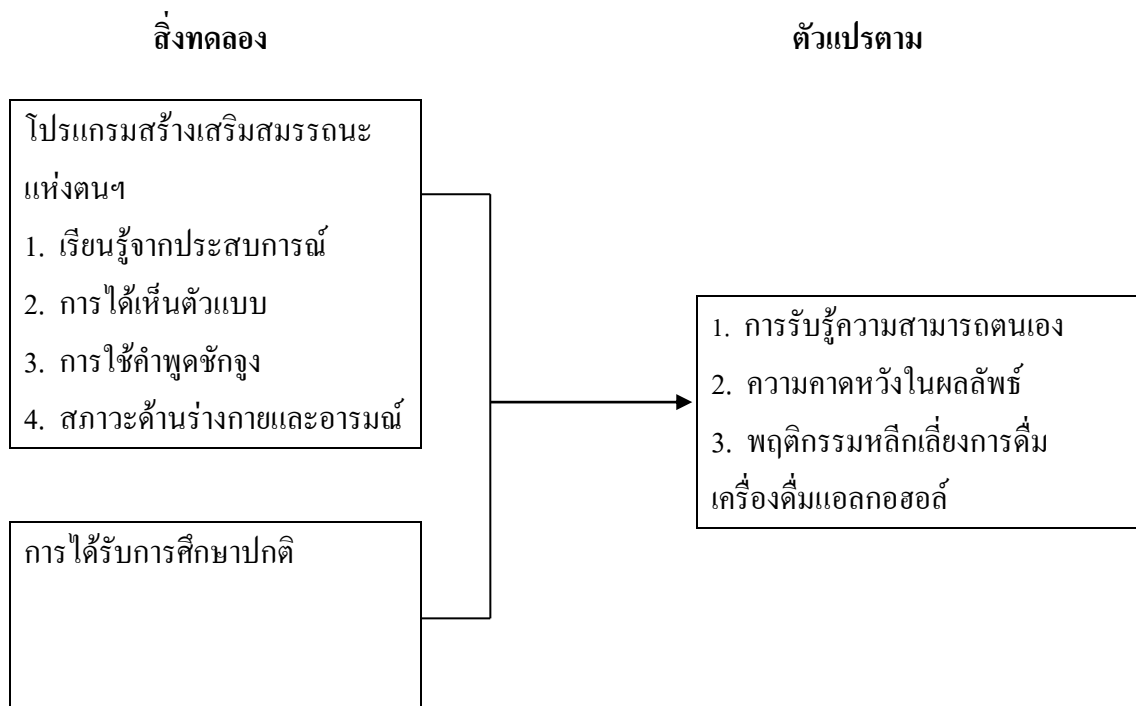 สิ่งทดลอง
ตัวแปรตาม
โปรแกรมสร้างเสริมสมรรถนะ
แห่งตนฯ
1. เรียนรู้จากประสบการณ์
2. การได้เห็นตัวแบบ
3. การใช้คำพูดชักจูง
4. สภาวะด้านร่างกายและอารมณ์
การได้รับการศึกษาปกติ
1. การรับรู้ความสามารถตนเอง
2. ความคาดหวังในผลลัพธ์
3. พฤติกรรมหลีกเลี่ยงการดื่ม
เครื่องดื่มแอลกอฮอล์